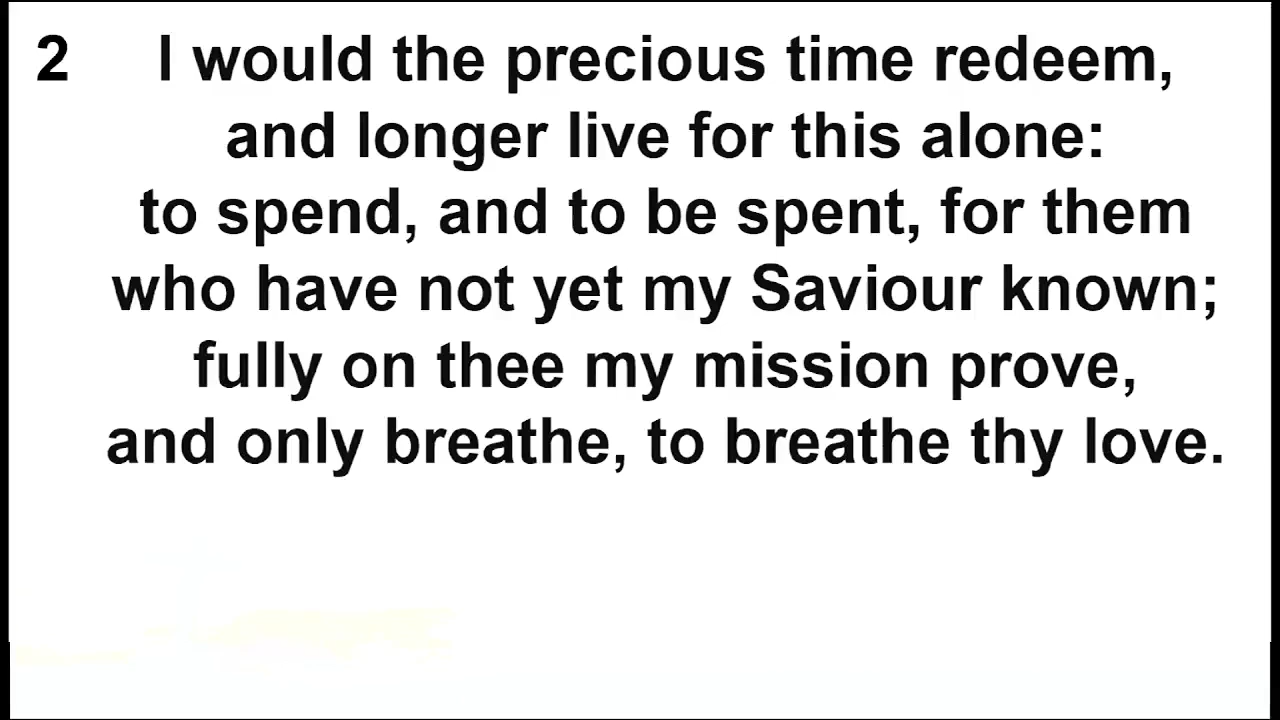 2 I would the precious time redeem,
and longer live for this alone:
to spend, and to be spent, for them
who have not yet my Saviour known;
fully on thee my mission prove,
and only breathe, to breathe thy love.